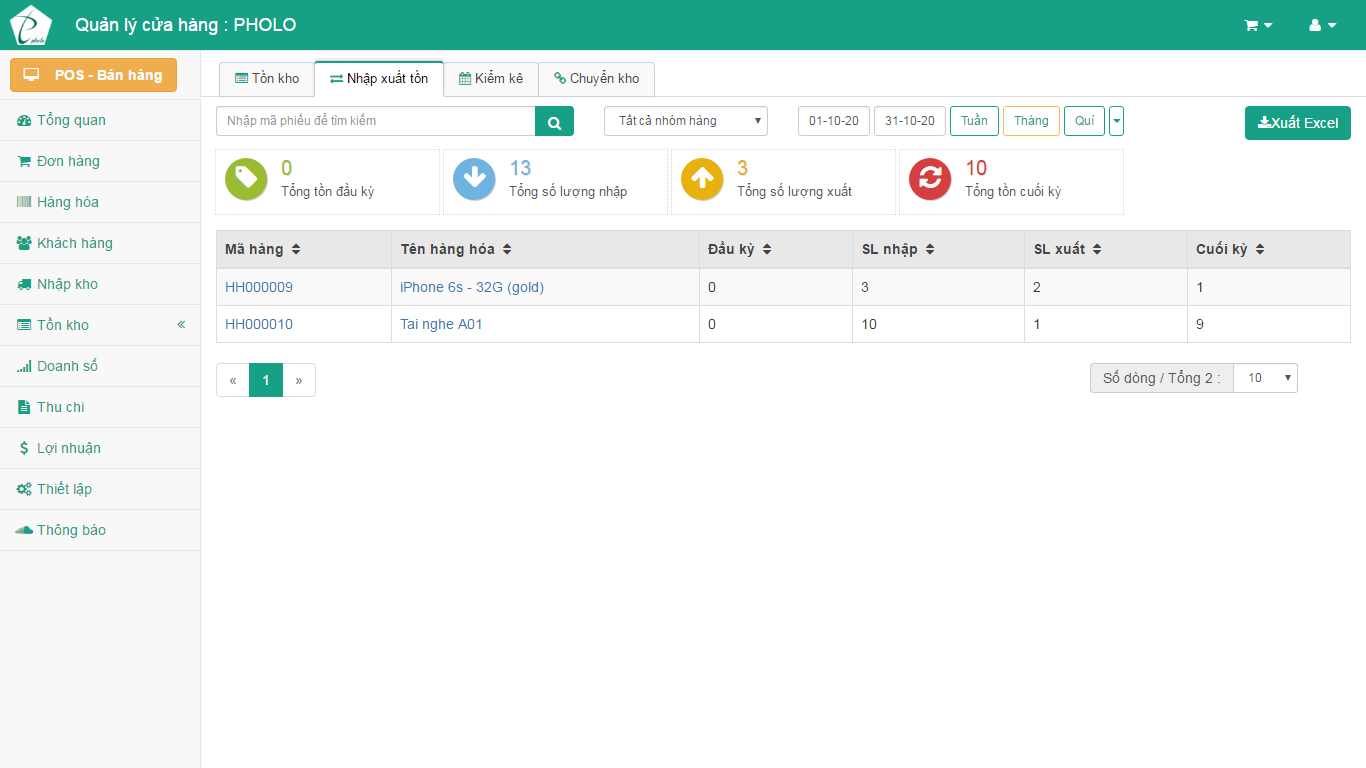 pholo
Quản lý cửa hàng : PHOLO
POS - Bán hàng
Tổng quan
Đơn hàng
Hàng hóa
Khách hàng
Nhập kho
Tồn kho
Doanh số
Thu chi
Lợi nhuận
Thiết lập
Thông báo
Tồn kho Nhập xuất tồn Kiểm kê Chuyển kho
Nhập mã phiếu để tìm kiếm Tất cả nhóm hàng 01-10-20 31-10-20 Tuần Tháng Quí Xuất Excel
0 13 3 10
Tổng tồn đầu kỳ Tổng số lượng nhập Tổng số lượng xuất Tổng tồn cuối kỳ
Mã hàng Tên hàng hóa Đầu kỳ SL nhập SL xuất Cuối kỳ
HH000009 iPhone 6s - 32G (gold) 0 3 2 1
HH000010 Tai nghe A01 0 10 1 9
« 1 » Số dòng / Tổng 2 : 10